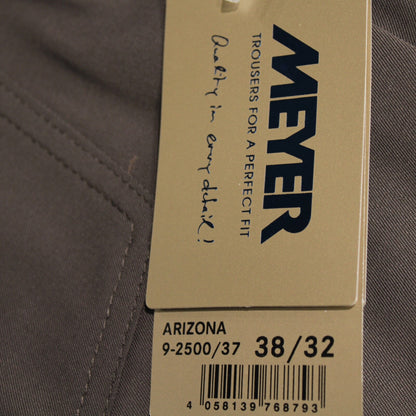 MEYER
TROUSERS FOR A PERFECT FIT
Quality in every detail!
ARIZONA
9-2500/37 38/32
4 058139 768793